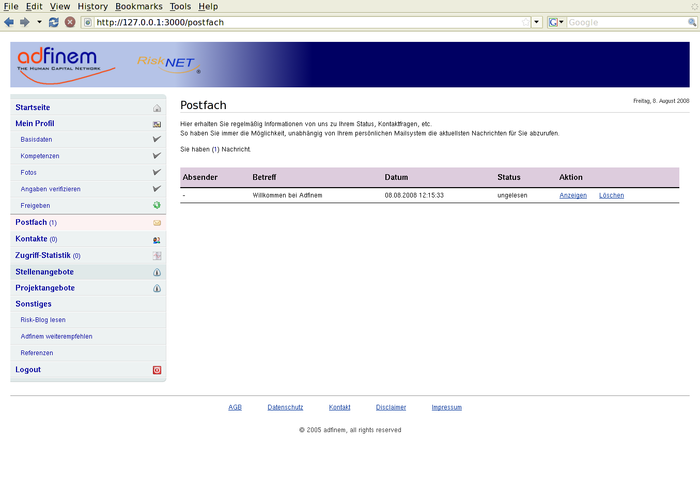 File Edit View History Bookmarks Tools Help
http://127.0.0.1:3000/postfach
G Google
adfinem
THE HUMAN CAPITAL NETWORK
RiskNET
Startseite
Mein Profil
Basisdaten
Kompetenzen
Fotos
Angaben verifizieren
Freigeben
Postfach (1)
Kontakte (0)
Zugriff-Statistik (0)
Stellenangebote
Projektangebote
Sonstiges
Risk-Blog lesen
Adfinem weiterempfehlen
Referenzen
Logout
Postfach
Freitag, 8. August 2008
Hier erhalten Sie regelmäßig Informationen von uns zu Ihrem Status, Kontaktfragen, etc.
So haben Sie immer die Möglichkeit, unabhängig von Ihrem persönlichen Mailsystem die aktuellsten Nachrichten für Sie abzurufen.
Sie haben (1) Nachricht.
Absender Betreff Datum Status Aktion
- Willkommen bei Adfinem 08.08.2008 12:15:33 ungelesen Anzeigen Löschen
AGB Datenschutz Kontakt Disclaimer Impressum
© 2005 adfinem, all rights reserved